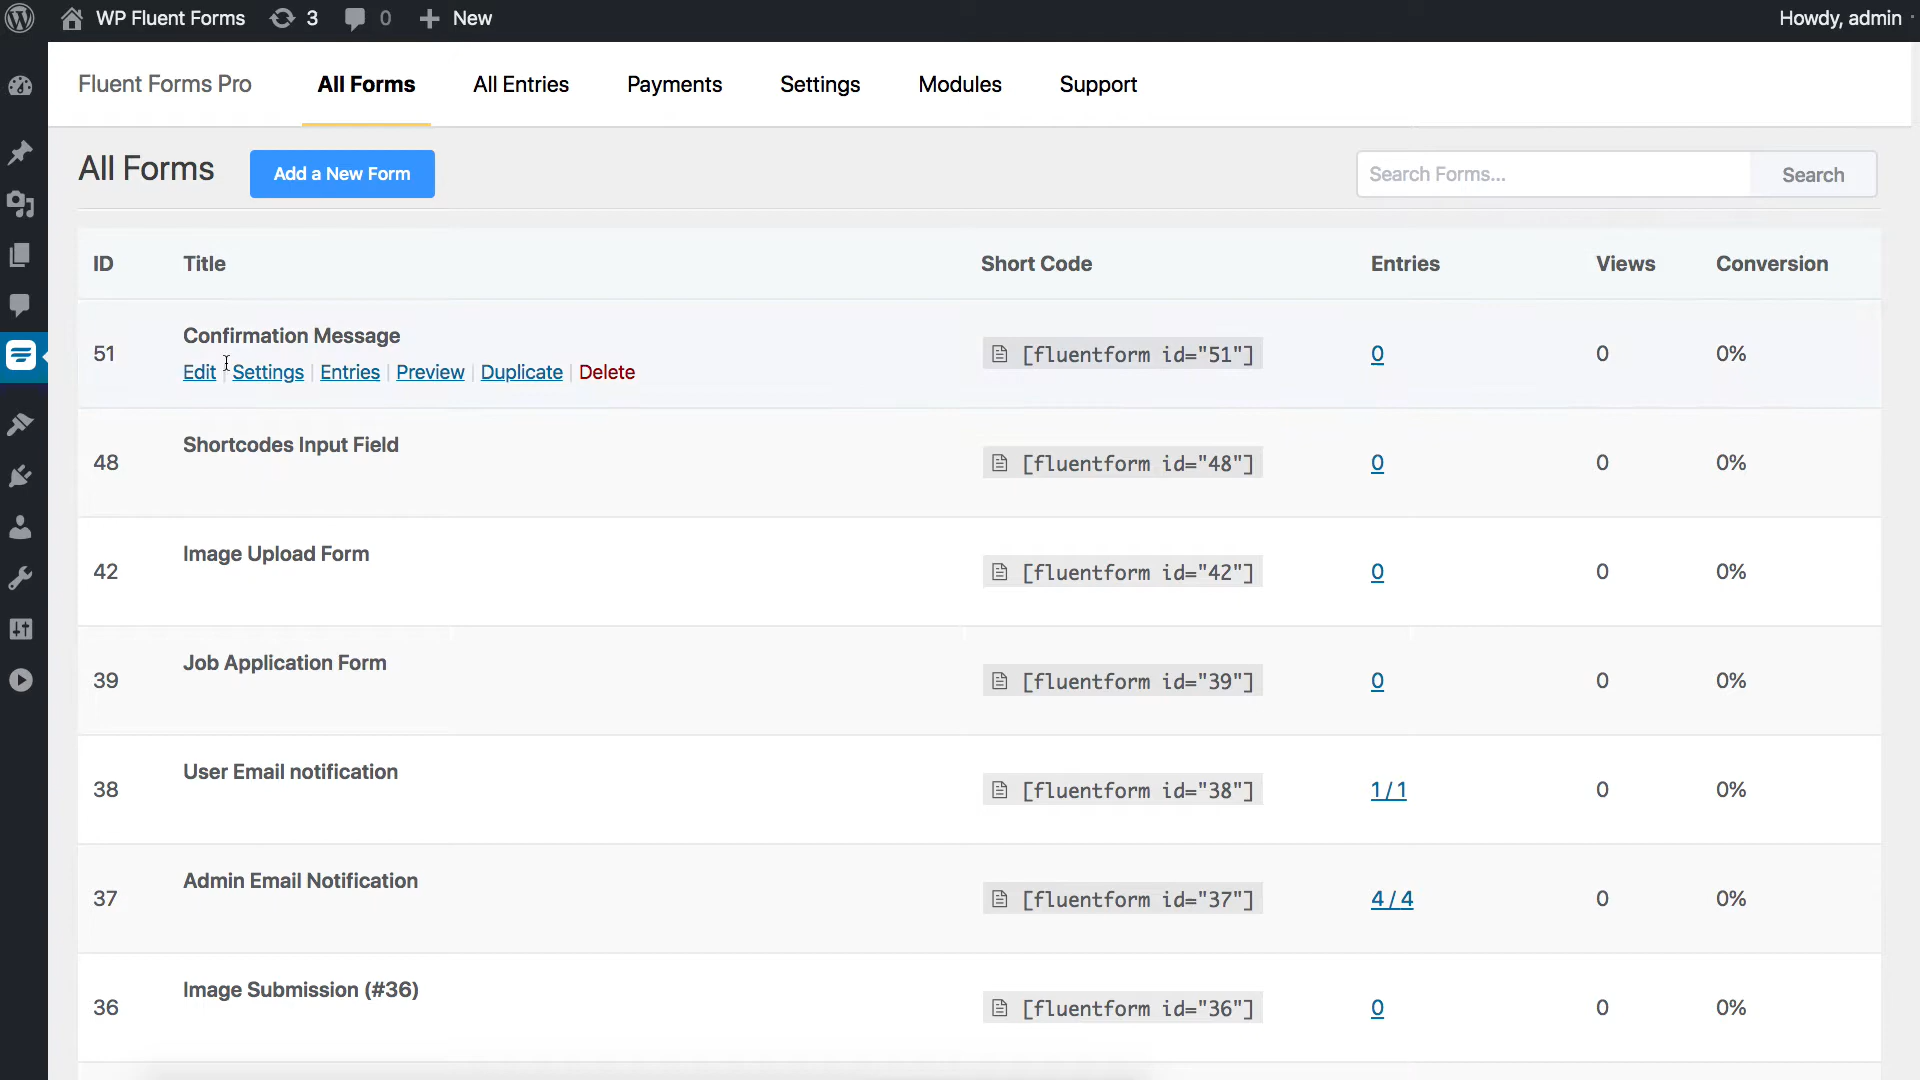 WP Fluent Forms 3 0 New Howdy, admin
Fluent Forms Pro All Forms All Entries Payments Settings Modules Support
All Forms Add a New Form Search Forms... Search
ID Title Short Code Entries Views Conversion
Confirmation Message
51 [fluentform id="51"] 0 0 0%
Edit | Settings | Entries | Preview | Duplicate | Delete
Shortcodes Input Field
48 [fluentform id="48"] 0 0 0%
Image Upload Form
42 [fluentform id="42"] 0 0 0%
Job Application Form
39 [fluentform id="39"] 0 0 0%
User Email notification
38 [fluentform id="38"] 1 / 1 0 0%
Admin Email Notification
37 [fluentform id="37"] 4 / 4 0 0%
Image Submission (#36)
36 [fluentform id="36"] 0 0 0%